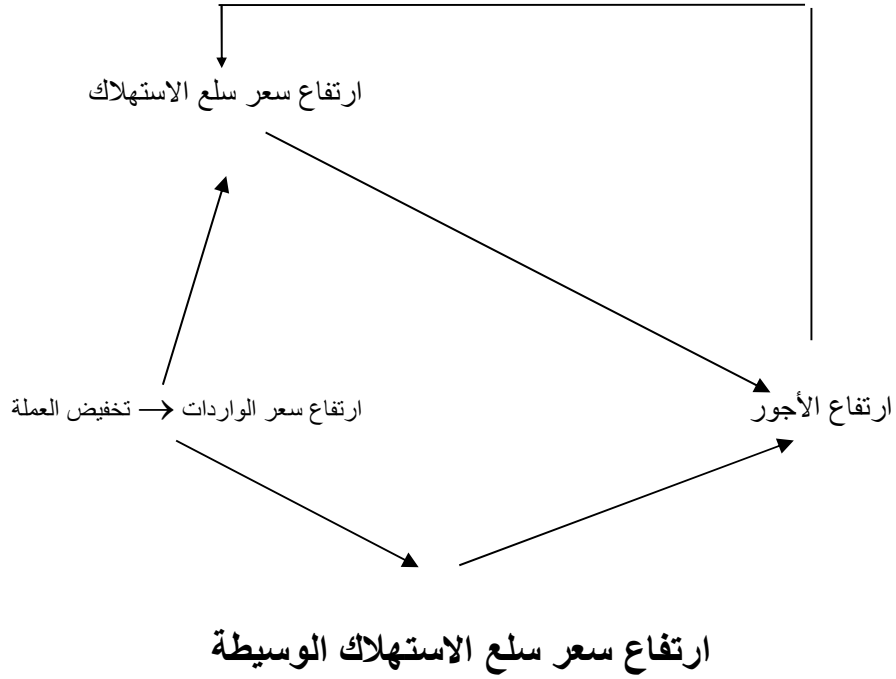 ارتفاع سعر سلع الاستهلاك
تخفيض العملة → ارتفاع سعر الواردات
ارتفاع الأجور
ارتفاع سعر سلع الاستهلاك الوسيطة